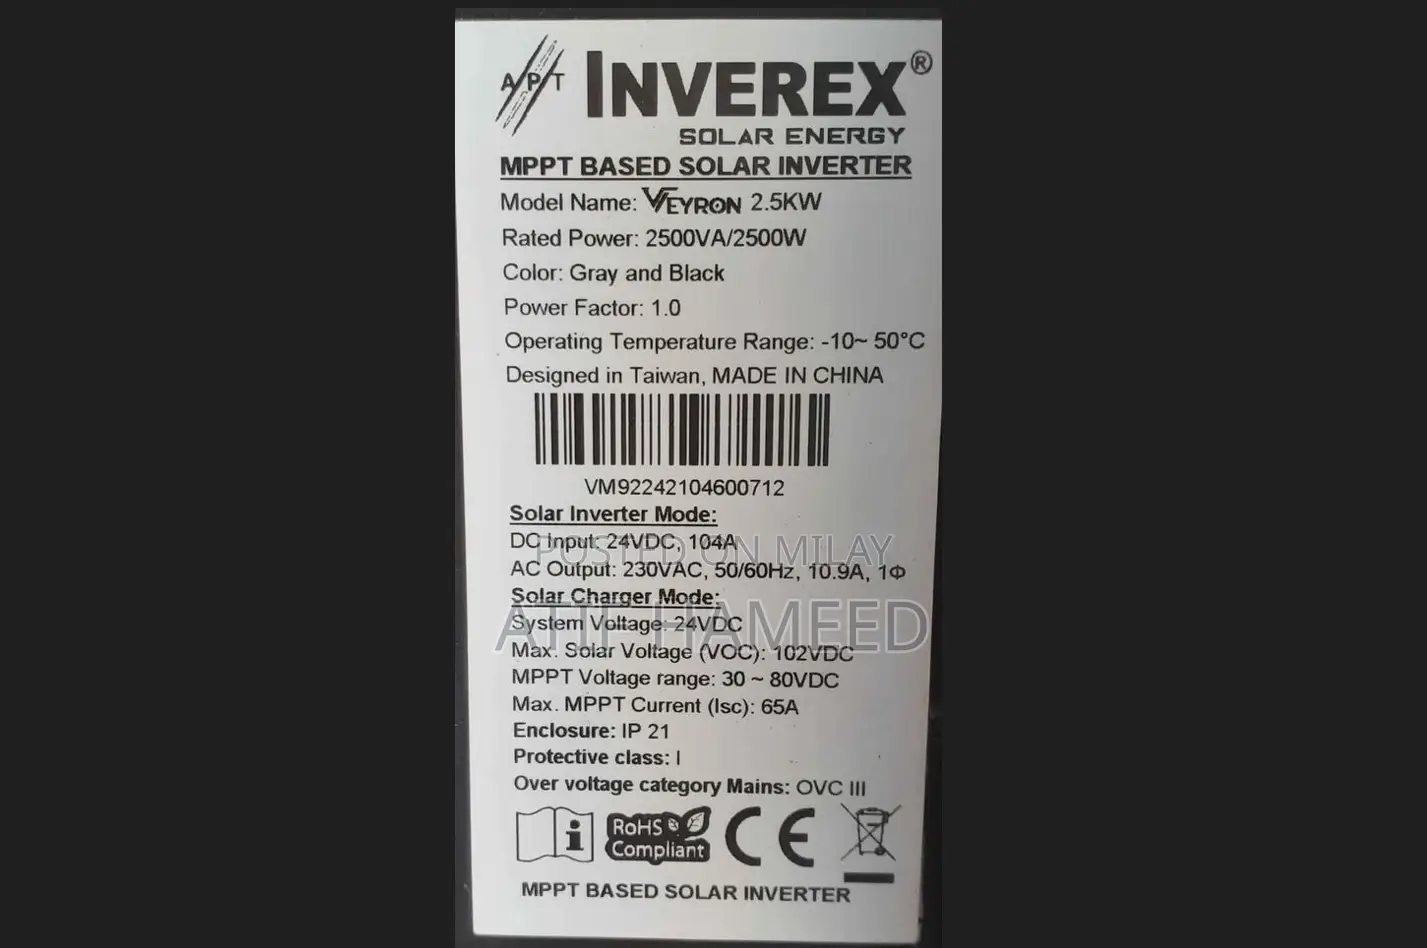 APT INVEREX®
SOLAR ENERGY
MPPT BASED SOLAR INVERTER
Model Name: VEYRON 2.5KW
Rated Power: 2500VA/2500W
Color: Gray and Black
Power Factor: 1.0
Operating Temperature Range: -10~ 50°C
Designed in Taiwan, MADE IN CHINA
VM92242104600712
Solar Inverter Mode:
DC Input: 24VDC, 104A
POSTED ON MILAY
AC Output: 230VAC, 50/60Hz, 10.9A, 1Φ
Solar Charger Mode:
ATIF HAMEED
System Voltage: 24VDC
Max. Solar Voltage (VOC): 102VDC
MPPT Voltage range: 30 ~ 80VDC
Max. MPPT Current (Isc): 65A
Enclosure: IP 21
Protective class: I
Over voltage category Mains: OVC III
i RoHS CE
Compliant
MPPT BASED SOLAR INVERTER